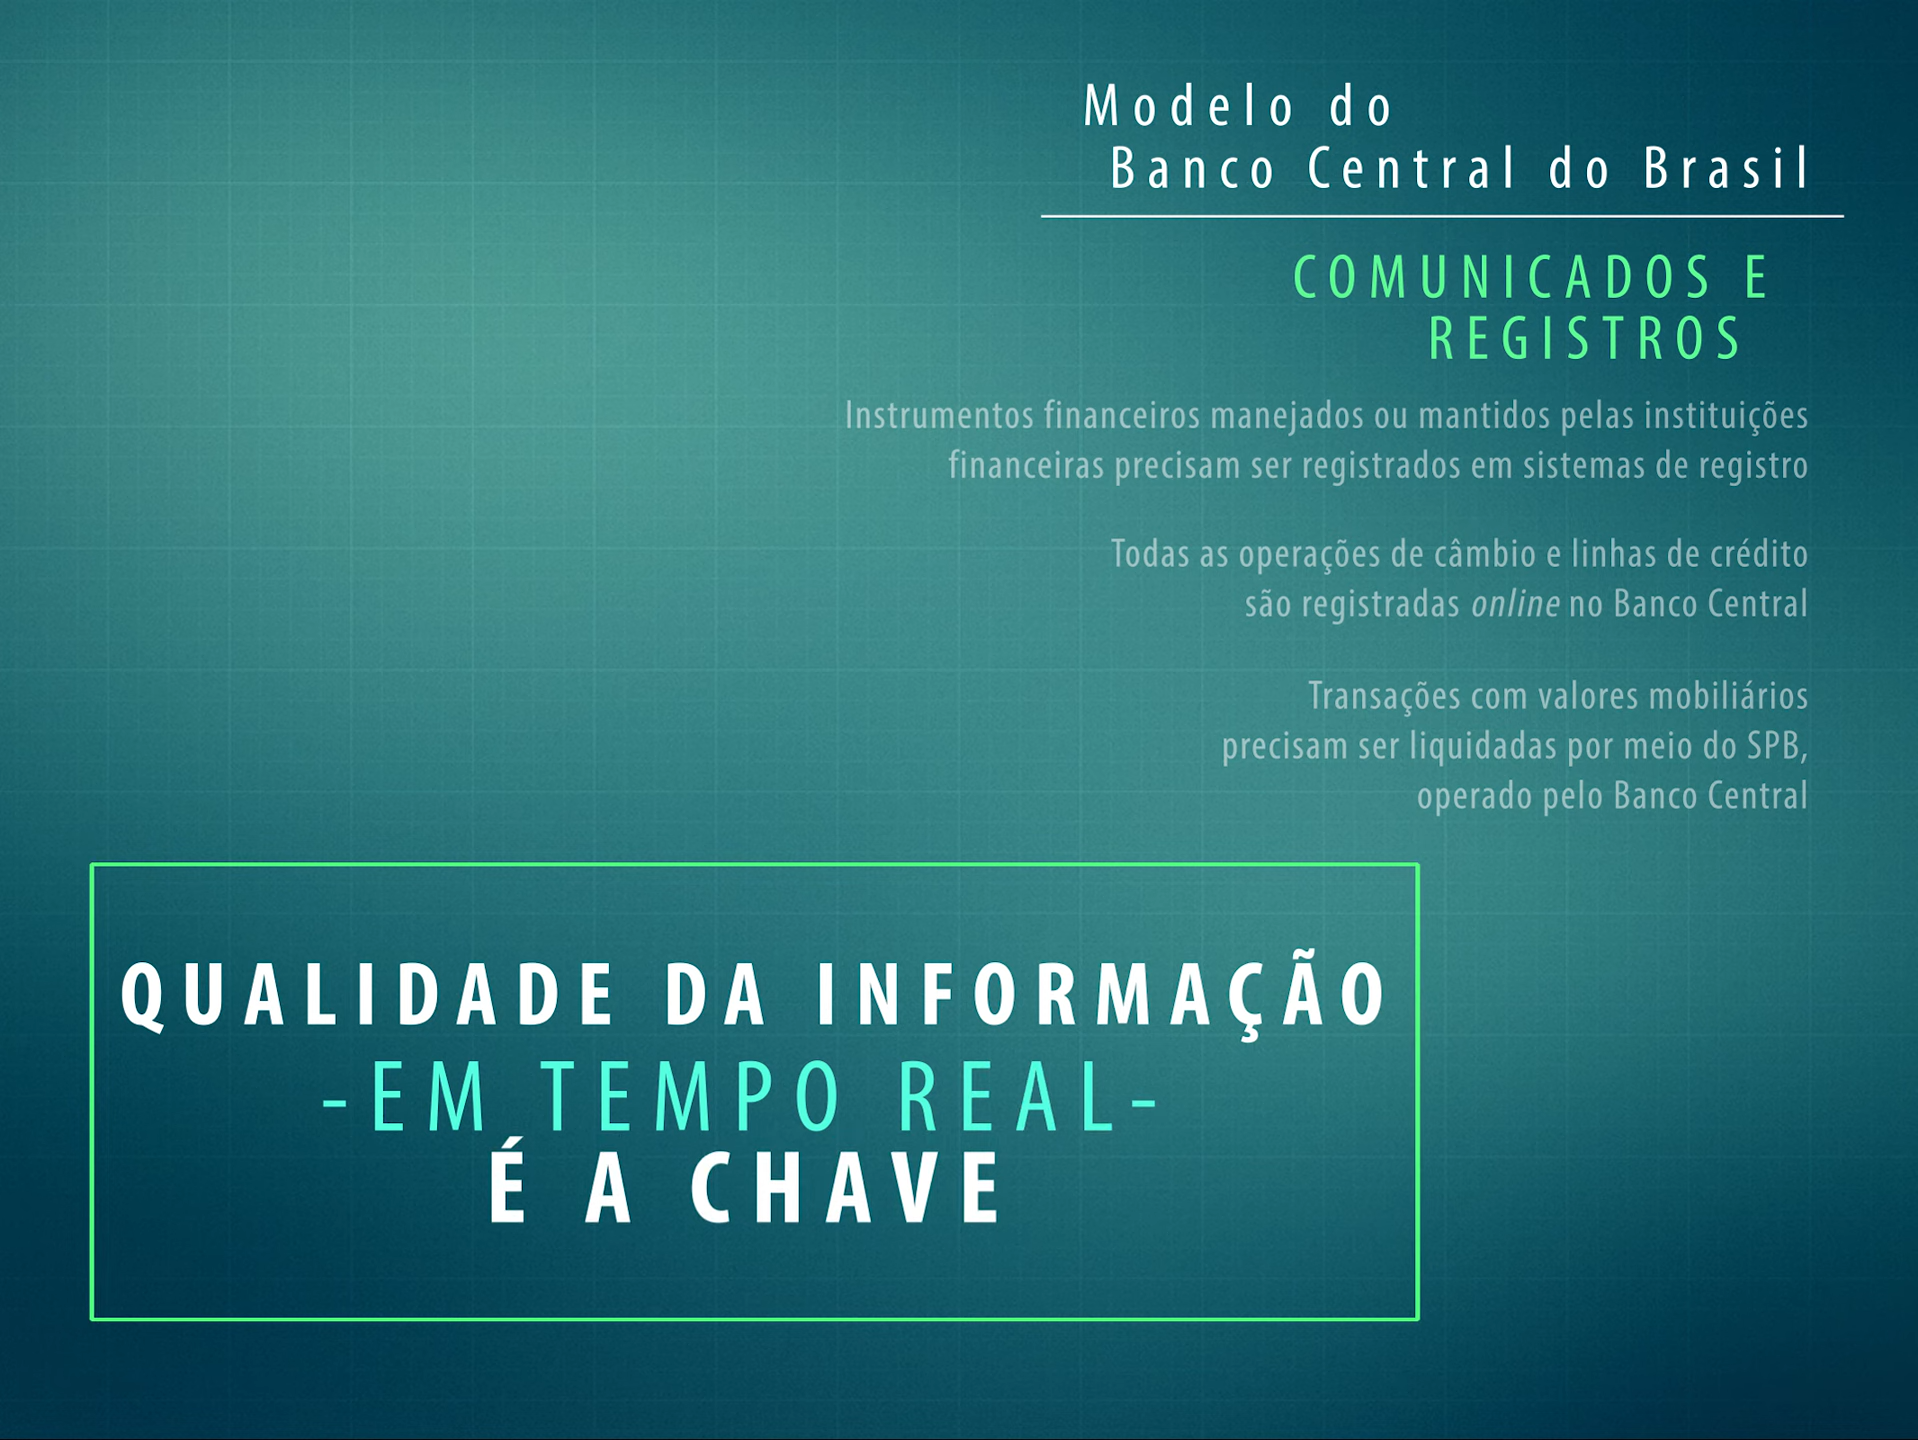 Modelo do
Banco Central do Brasil
COMUNICADOS E
REGISTROS
Instrumentos financeiros manejados ou mantidos pelas instituições
financeiras precisam ser registrados em sistemas de registro
Todas as operações de câmbio e linhas de crédito
são registradas online no Banco Central
Transações com valores mobiliários
precisam ser liquidadas por meio do SPB,
operado pelo Banco Central
QUALIDADE DA INFORMAÇÃO
-EM TEMPO REAL-
É A CHAVE